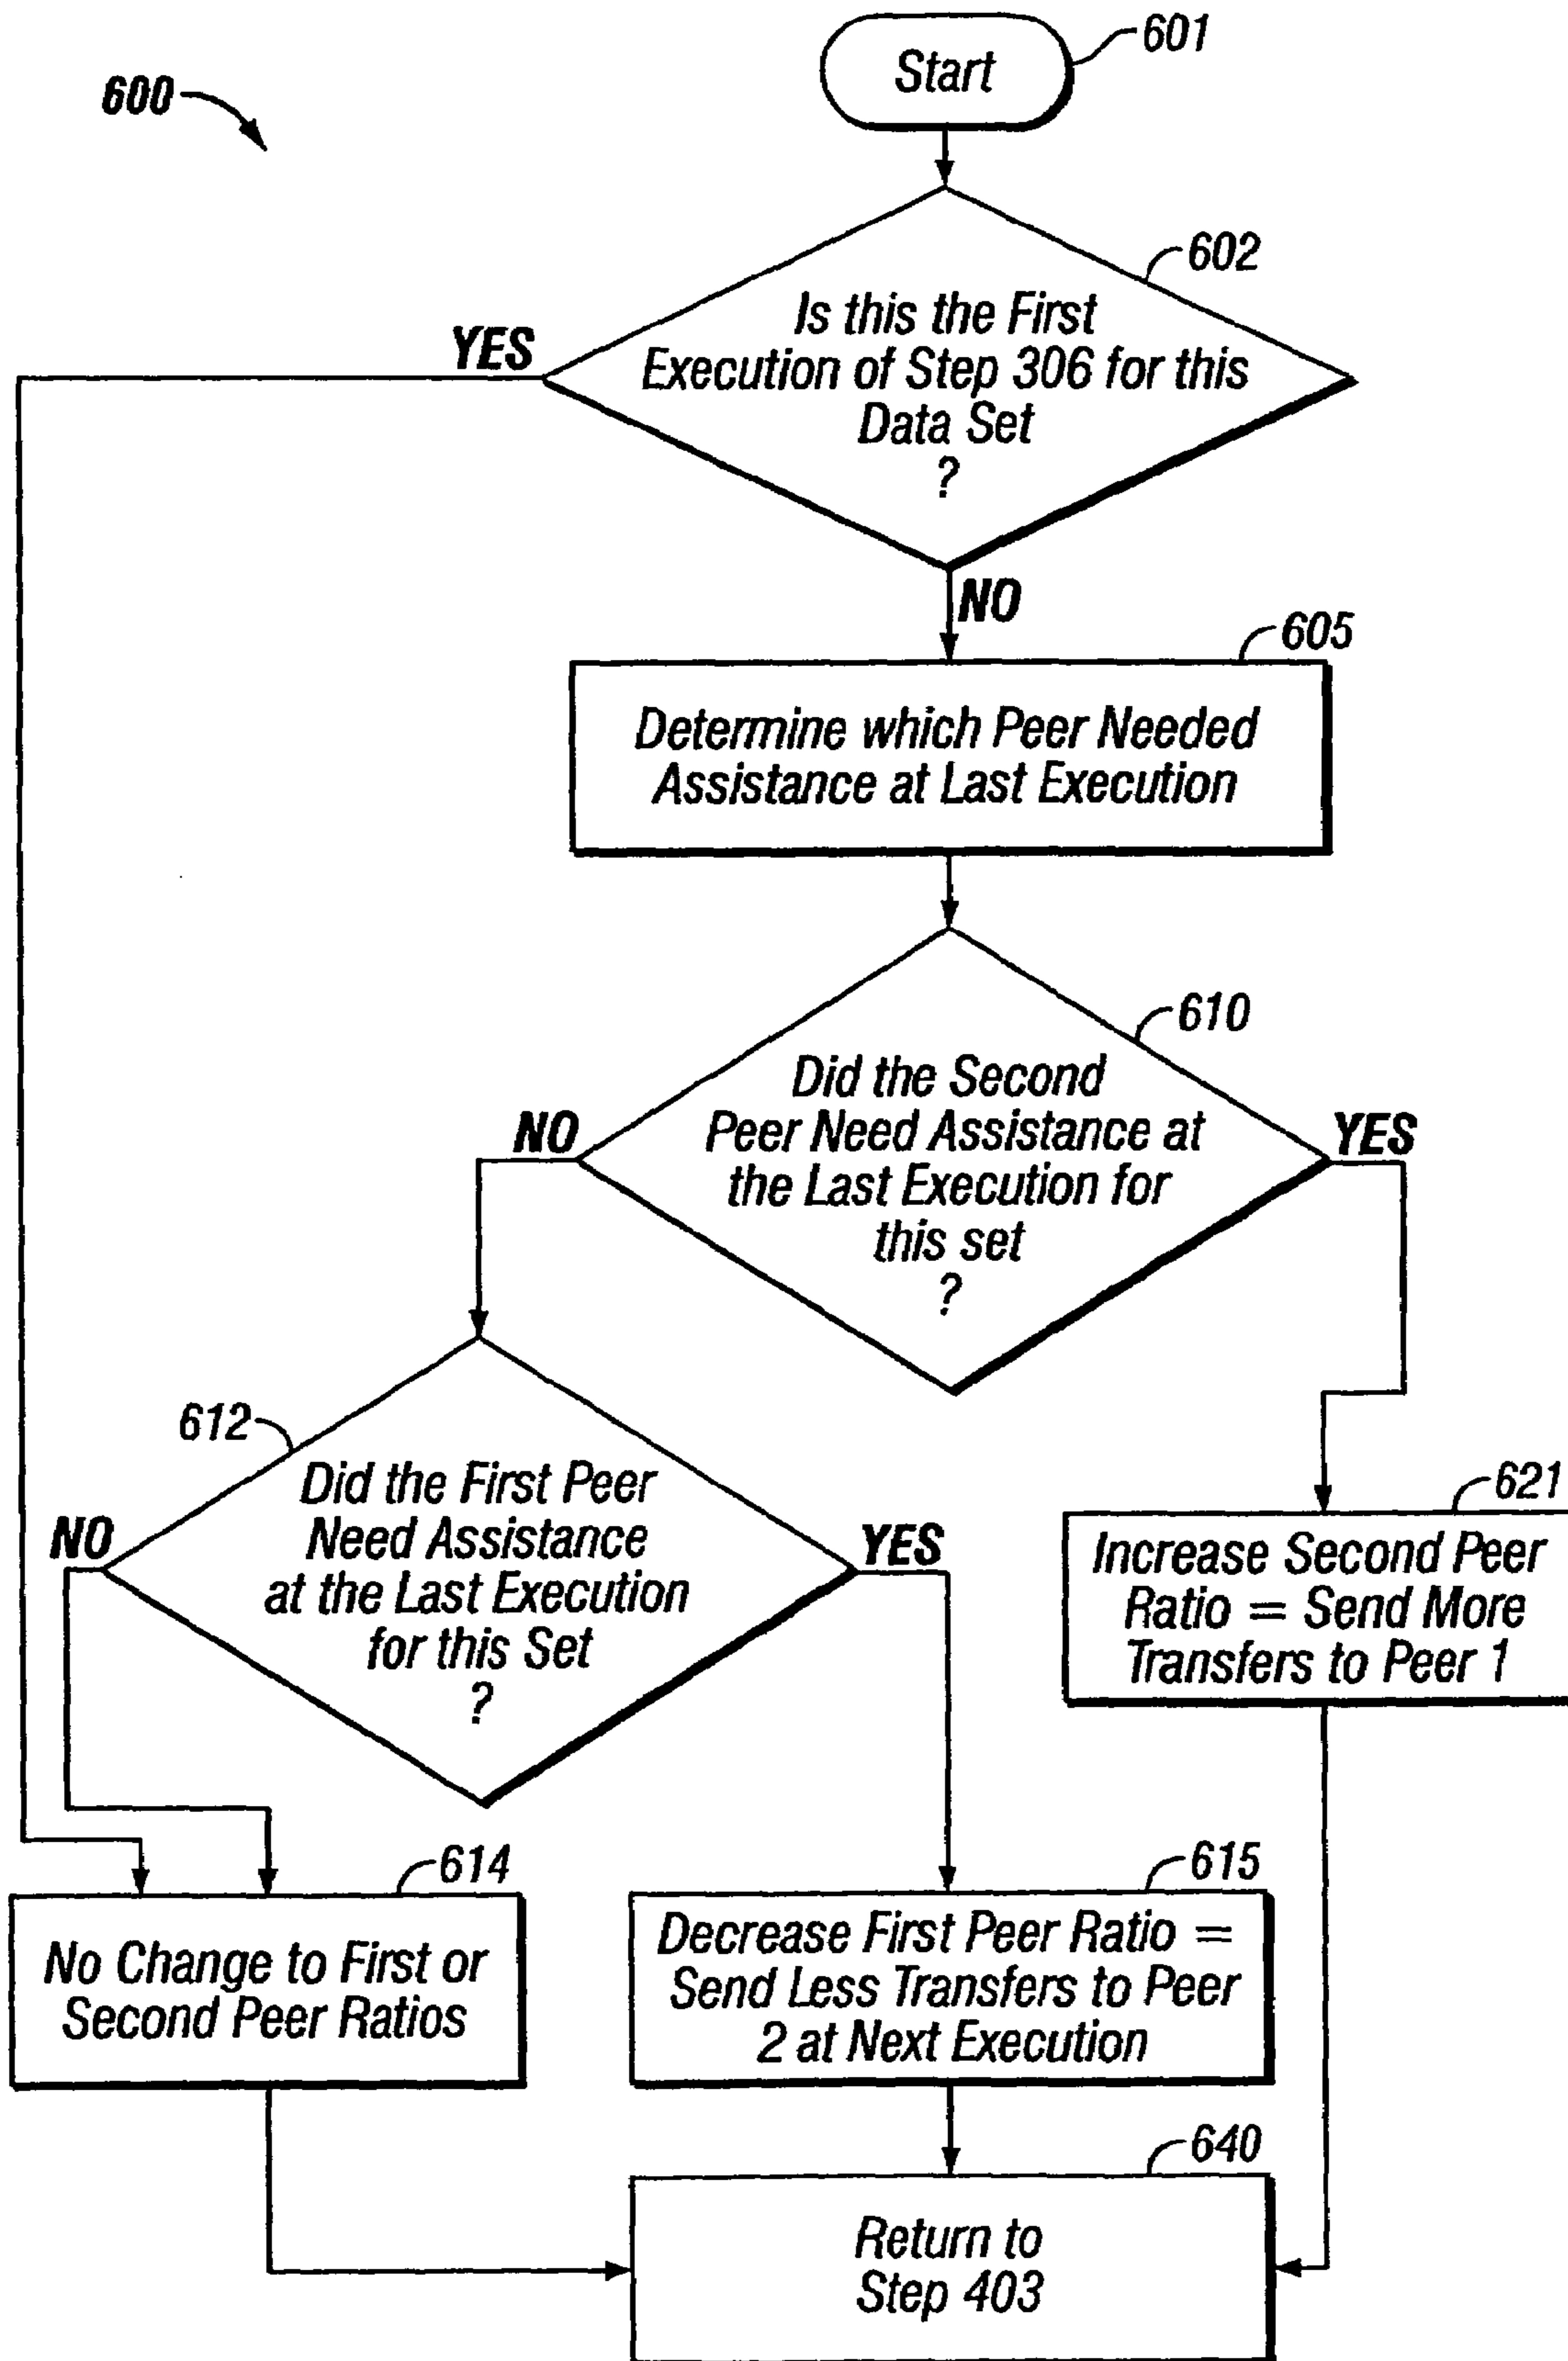 601
Start
600
602
Is this the First
Execution of Step 306 for this
Data Set
?
YES
NO
605
Determine which Peer Needed
Assistance at Last Execution
610
Did the Second
Peer Need Assistance at
the Last Execution for
this set
?
NO
YES
612
Did the First Peer
Need Assistance
at the Last Execution
for this Set
?
NO
YES
621
Increase Second Peer
Ratio = Send More
Transfers to Peer 1
614
No Change to First or
Second Peer Ratios
615
Decrease First Peer Ratio =
Send Less Transfers to Peer
2 at Next Execution
640
Return to
Step 403